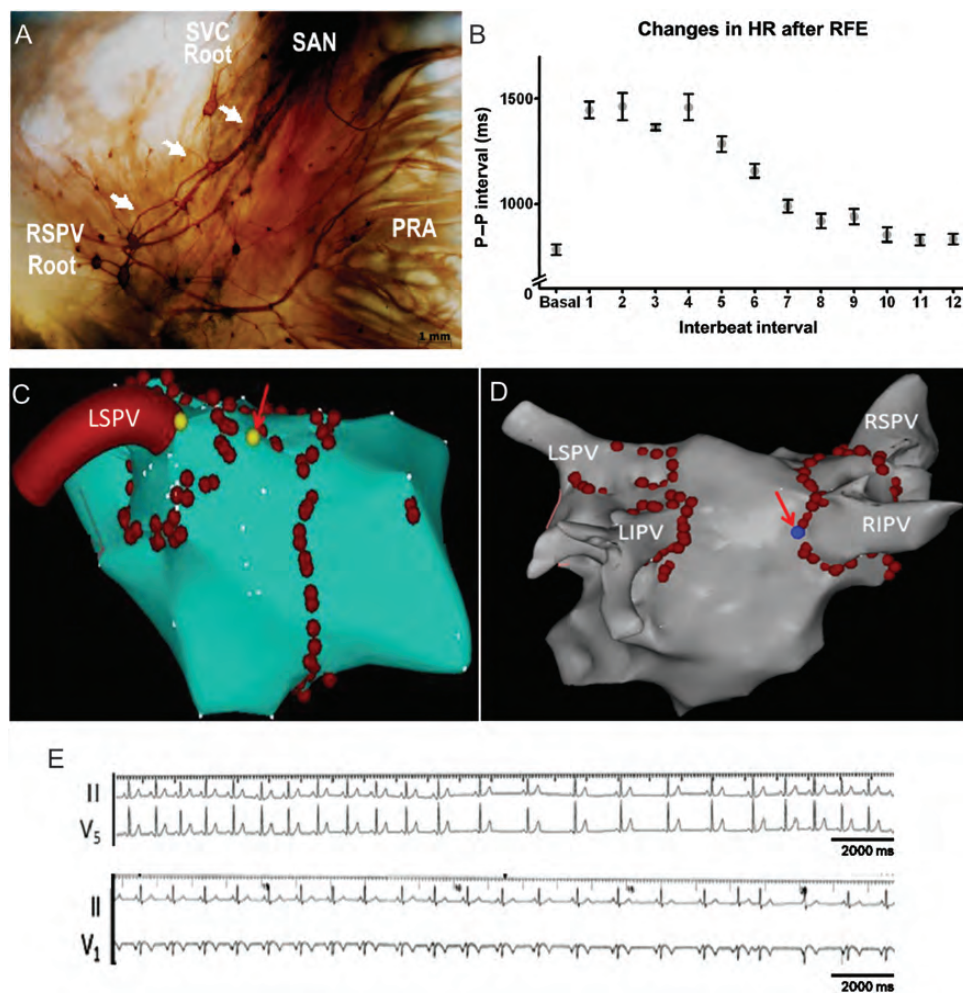 A
SVC
Root
SAN
RSPV
Root
PRA
1 mm
B
Changes in HR after RFE
P–P interval (ms)
1500
1000
0
Basal 1 2 3 4 5 6 7 8 9 10 11 12
Interbeat interval
C
LSPV
D
LSPV
RSPV
LIPV
RIPV
E
II
V5
2000 ms
II
V1
2000 ms